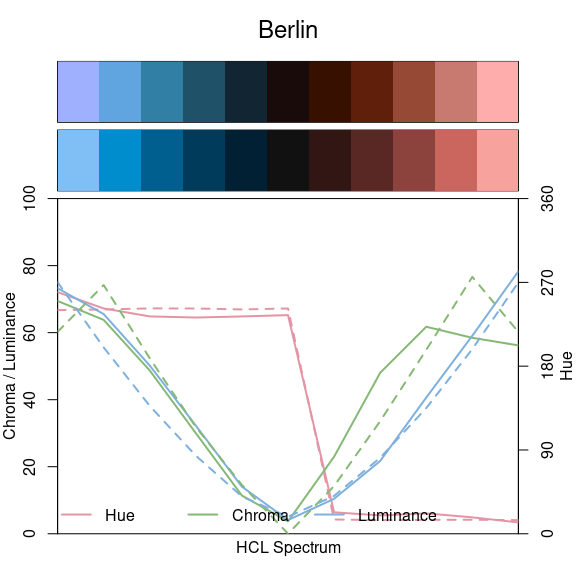 Berlin
100
80
60
40
20
0
Chroma / Luminance
360
270
180
90
0
Hue
Hue
Chroma
Luminance
HCL Spectrum